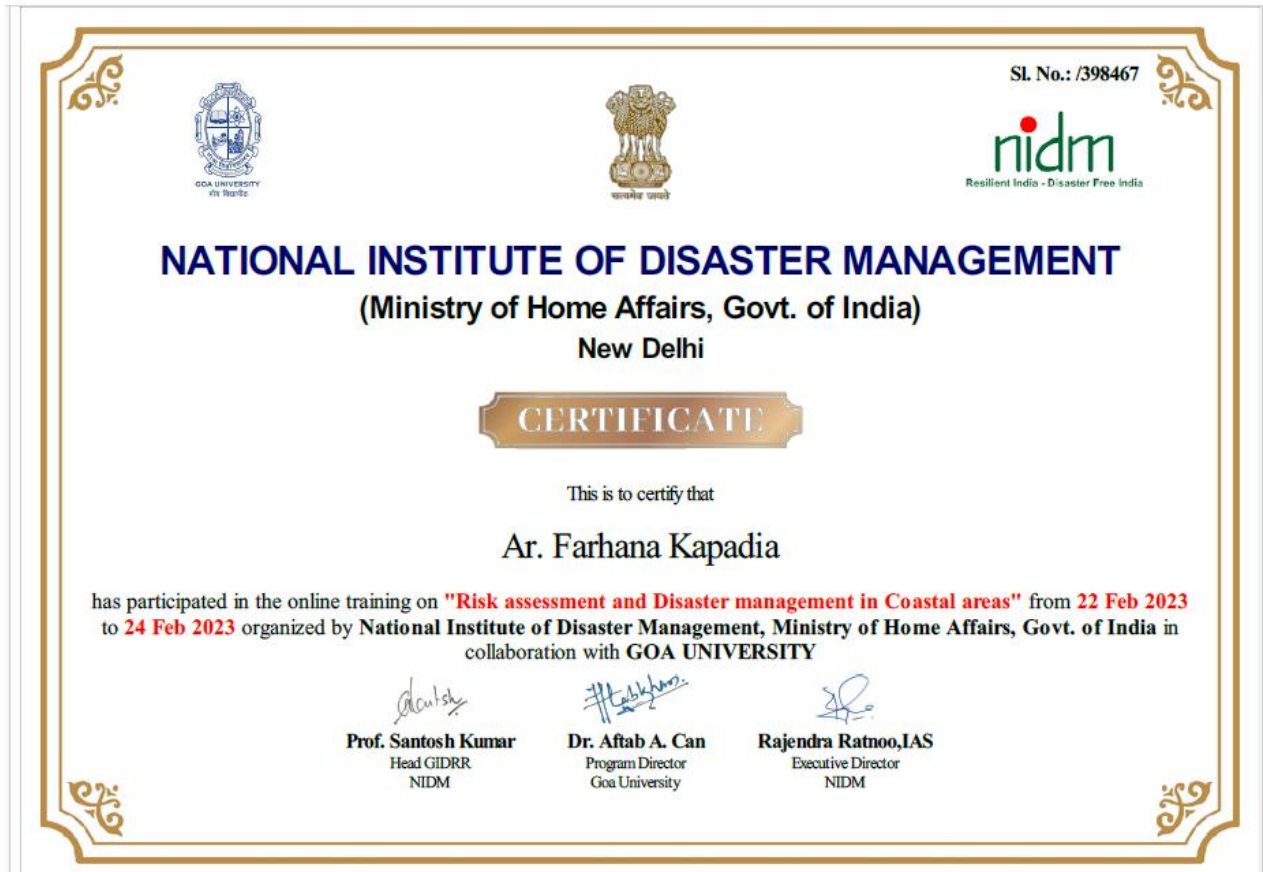 Sl. No.: /398467
GOA UNIVERSITY
गोंय विद्यापीठ
सत्यमेव जयते
nidm
Resilient India - Disaster Free India
NATIONAL INSTITUTE OF DISASTER MANAGEMENT
(Ministry of Home Affairs, Govt. of India)
New Delhi
CERTIFICATE
This is to certify that
Ar. Farhana Kapadia
has participated in the online training on "Risk assessment and Disaster management in Coastal areas" from 22 Feb 2023
to 24 Feb 2023 organized by National Institute of Disaster Management, Ministry of Home Affairs, Govt. of India in
collaboration with GOA UNIVERSITY
Prof. Santosh Kumar
Head GIDRR
NIDM
Dr. Aftab A. Can
Program Director
Goa University
Rajendra Ratnoo,IAS
Executive Director
NIDM